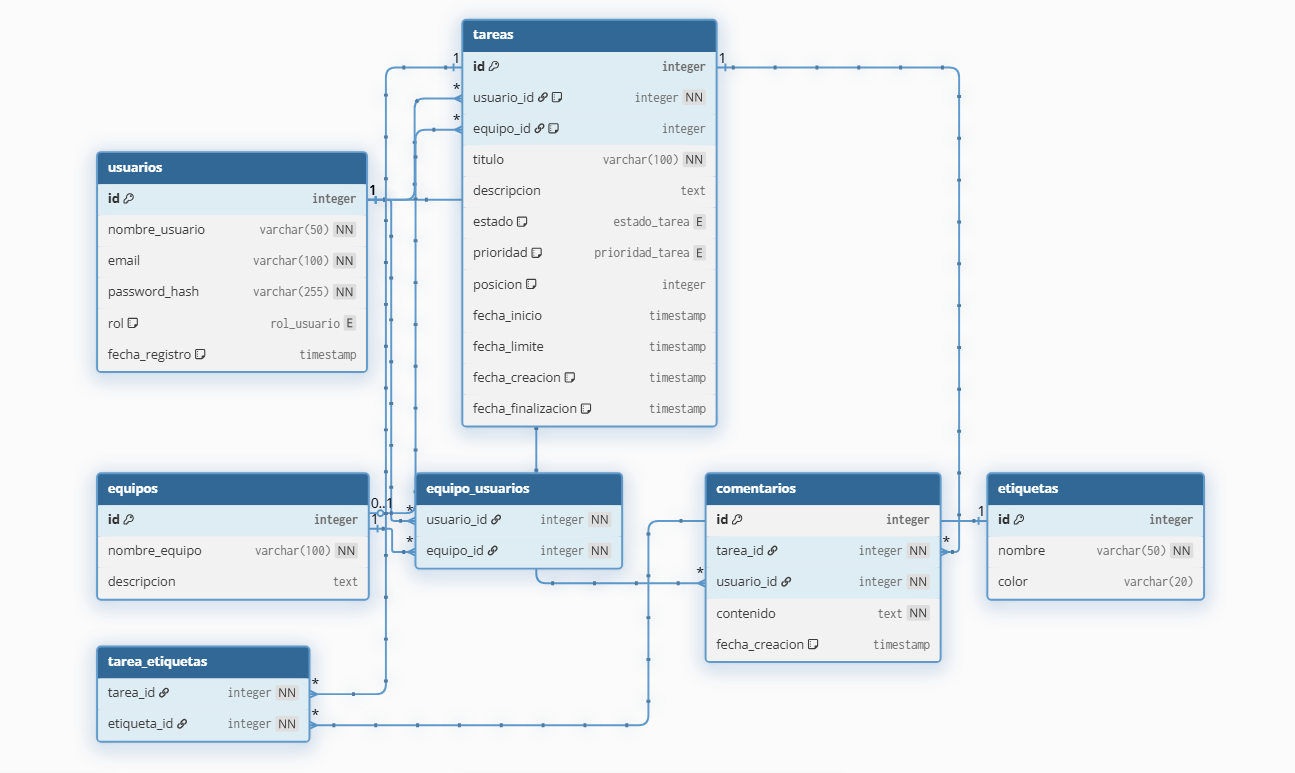 tareas
1
id integer
1
*
usuario_id integer NN
*
equipo_id integer
titulo varchar(100) NN
descripcion text
estado estado_tarea E
prioridad prioridad_tarea E
posicion integer
fecha_inicio timestamp
fecha_limite timestamp
fecha_creacion timestamp
fecha_finalizacion timestamp
usuarios
id integer
1
nombre_usuario varchar(50) NN
email varchar(100) NN
password_hash varchar(255) NN
rol rol_usuario E
fecha_registro timestamp
equipos
id integer
0..1
1
nombre_equipo varchar(100) NN
descripcion text
equipo_usuarios
*
usuario_id integer NN
*
equipo_id integer NN
comentarios
id integer
tarea_id integer NN
*
*
usuario_id integer NN
contenido text NN
fecha_creacion timestamp
etiquetas
1
id integer
nombre varchar(50) NN
color varchar(20)
tarea_etiquetas
tarea_id integer NN
*
etiqueta_id integer NN
*